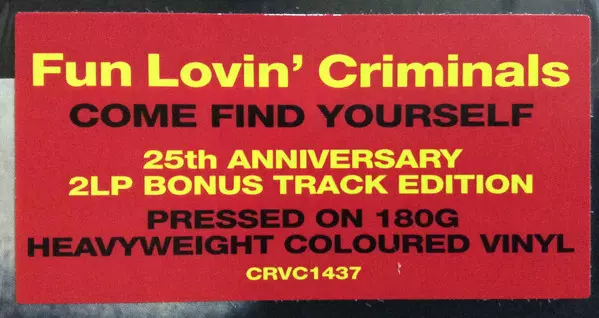 Fun Lovin' Criminals
COME FIND YOURSELF
25th ANNIVERSARY
2LP BONUS TRACK EDITION
PRESSED ON 180G
HEAVYWEIGHT COLOURED VINYL
CRVC1437